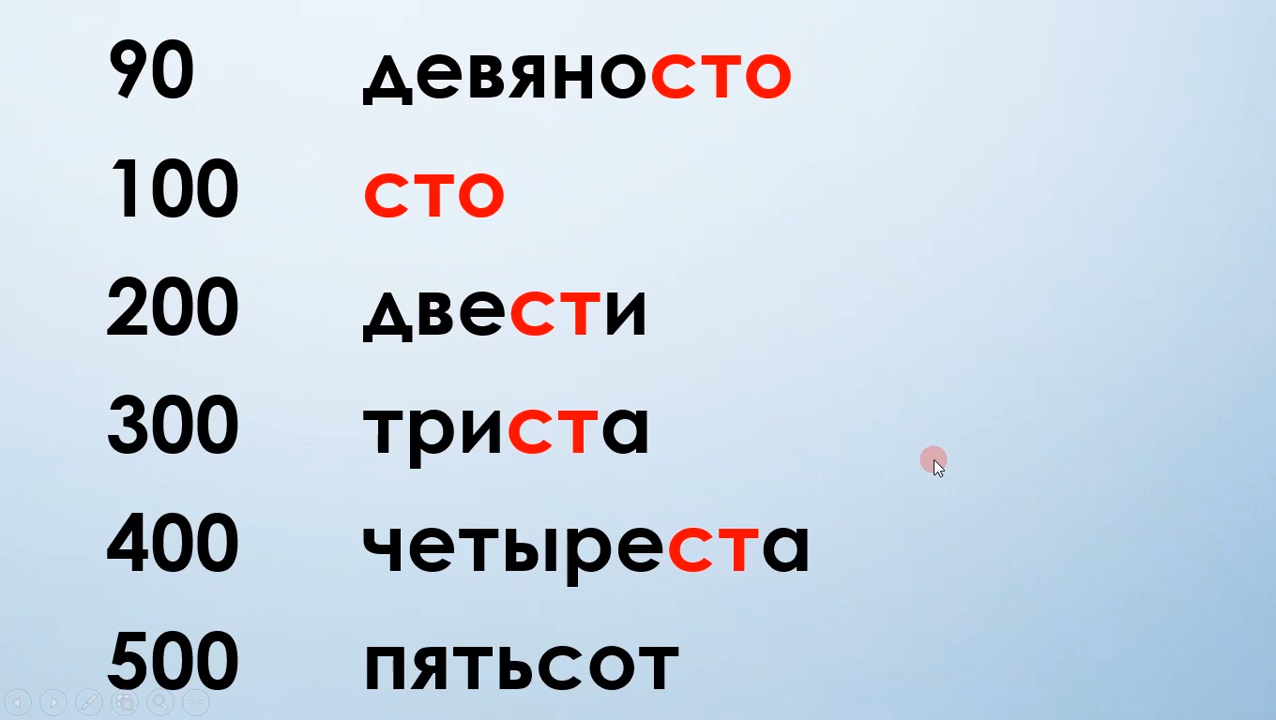 90 девяносто
100 сто
200 двести
300 триста
400 четыреста
500 пятьсот